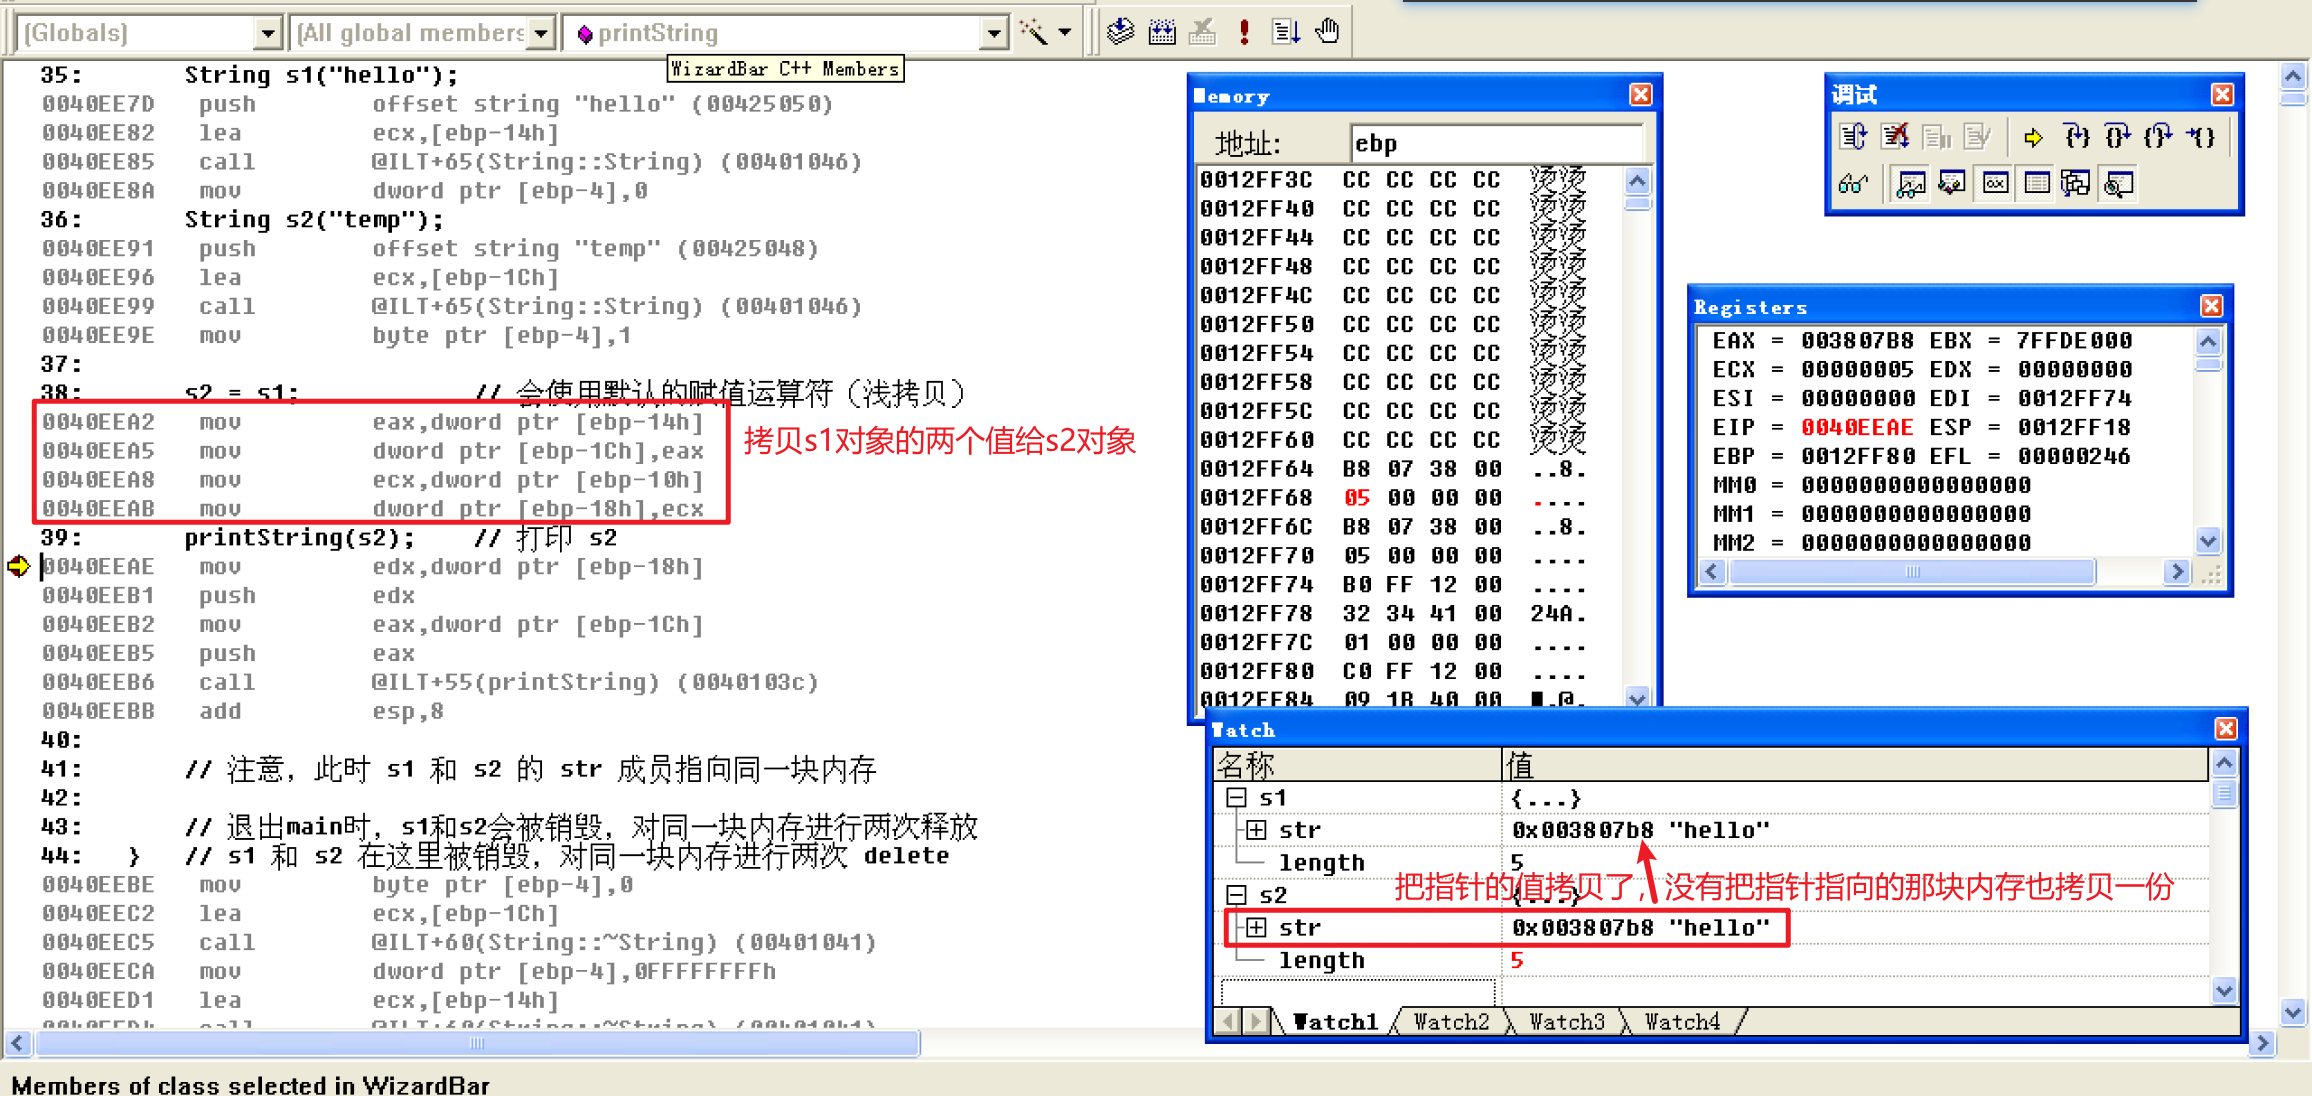 (Globals)
(All global members
printString
WizardBar C++ Members
35: String s1("hello");
0040EE7D push offset string "hello" (00425050)
0040EE82 lea ecx,[ebp-14h]
0040EE85 call @ILT+65(String::String) (00401046)
0040EE8A mov dword ptr [ebp-4],0
36: String s2("temp");
0040EE91 push offset string "temp" (00425048)
0040EE96 lea ecx,[ebp-1Ch]
0040EE99 call @ILT+65(String::String) (00401046)
0040EE9E mov byte ptr [ebp-4],1
37:
38: s2 = s1; // 会使用默认的赋值运算符（浅拷贝）
0040EEA2 mov eax,dword ptr [ebp-14h]
0040EEA5 mov dword ptr [ebp-1Ch],eax
0040EEA8 mov ecx,dword ptr [ebp-10h]
0040EEAB mov dword ptr [ebp-18h],ecx
拷贝s1对象的两个值给s2对象
39: printString(s2); // 打印 s2
0040EEAE mov edx,dword ptr [ebp-18h]
0040EEB1 push edx
0040EEB2 mov eax,dword ptr [ebp-1Ch]
0040EEB5 push eax
0040EEB6 call @ILT+55(printString) (0040103c)
0040EEBB add esp,8
40:
41: // 注意，此时 s1 和 s2 的 str 成员指向同一块内存
42:
43: // 退出main时，s1和s2会被销毁，对同一块内存进行两次释放
44: } // s1 和 s2 在这里被销毁，对同一块内存进行两次 delete
0040EEBE mov byte ptr [ebp-4],0
0040EEC2 lea ecx,[ebp-1Ch]
0040EEC5 call @ILT+60(String::~String) (00401041)
0040EECA mov dword ptr [ebp-4],0FFFFFFFFh
0040EED1 lea ecx,[ebp-14h]
0040EED4 call @ILT+60(String::~String) (00401041)
Members of class selected in WizardBar
Memory
地址: ebp
0012FF3C CC CC CC CC 烫烫
0012FF40 CC CC CC CC 烫烫
0012FF44 CC CC CC CC 烫烫
0012FF48 CC CC CC CC 烫烫
0012FF4C CC CC CC CC 烫烫
0012FF50 CC CC CC CC 烫烫
0012FF54 CC CC CC CC 烫烫
0012FF58 CC CC CC CC 烫烫
0012FF5C CC CC CC CC 烫烫
0012FF60 CC CC CC CC 烫烫
0012FF64 B8 07 38 00 ..8.
0012FF68 05 00 00 00 ....
0012FF6C B8 07 38 00 ..8.
0012FF70 05 00 00 00 ....
0012FF74 B0 FF 12 00 ....
0012FF78 32 34 41 00 24A.
0012FF7C 01 00 00 00 ....
0012FF80 C0 FF 12 00 ....
0012FF84 09 1B 40 00 ■.@.
调试
Registers
EAX = 003807B8 EBX = 7FFDE000
ECX = 00000005 EDX = 00000000
ESI = 00000000 EDI = 0012FF74
EIP = 0040EEAE ESP = 0012FF18
EBP = 0012FF80 EFL = 00000246
MM0 = 0000000000000000
MM1 = 0000000000000000
MM2 = 0000000000000000
Watch
名称 值
s1 {...}
str 0x003807b8 "hello"
length 5
把指针的值拷贝了，没有把指针指向的那块内存也拷贝一份
s2 {...}
str 0x003807b8 "hello"
length 5
Watch1 Watch2 Watch3 Watch4